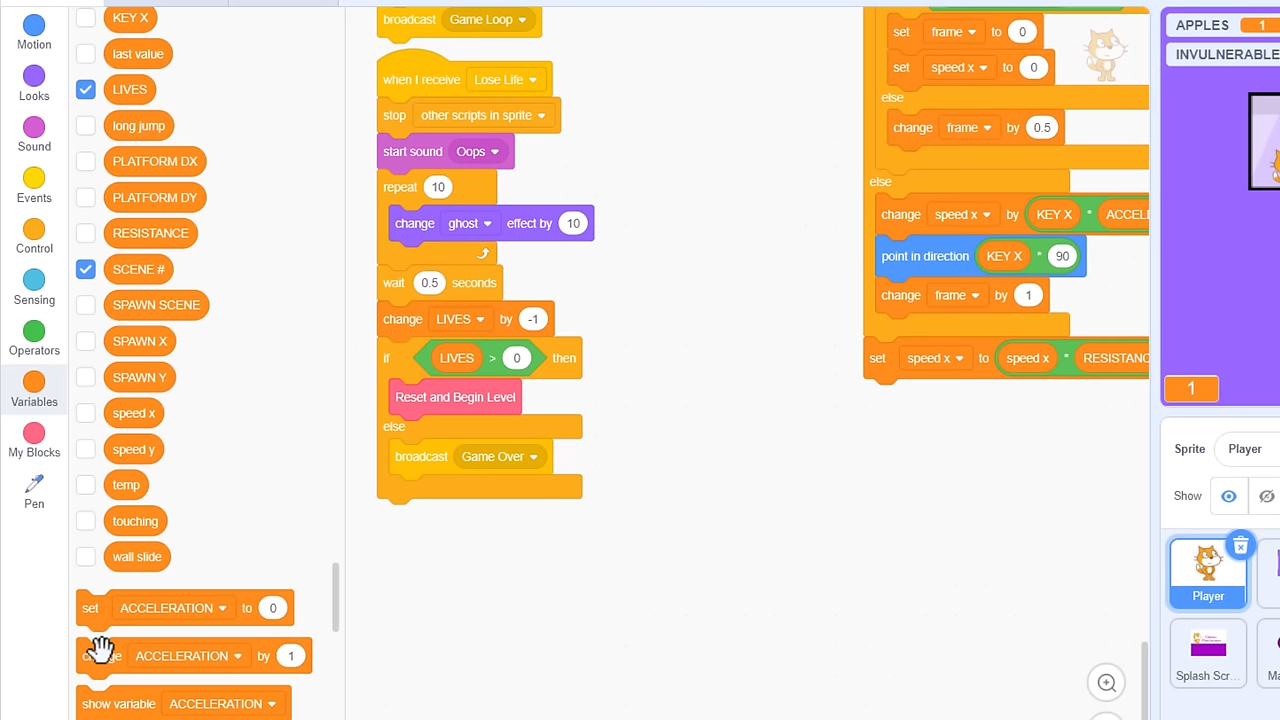 Motion
Looks
Sound
Events
Control
Sensing
Operators
Variables
My Blocks
Pen
KEY X
last value
LIVES
long jump
PLATFORM DX
PLATFORM DY
RESISTANCE
SCENE #
SPAWN SCENE
SPAWN X
SPAWN Y
speed x
speed y
temp
touching
wall slide
set ACCELERATION to 0
ACCELERATION by 1
show variable ACCELERATION
broadcast Game Loop
when I receive Lose Life
stop other scripts in sprite
start sound Oops
repeat 10
change ghost effect by 10
wait 0.5 seconds
change LIVES by -1
if LIVES > 0 then
Reset and Begin Level
else
broadcast Game Over
set frame to 0
set speed x to 0
else
change frame by 0.5
else
change speed x by KEY X * ACCEL
point in direction KEY X * 90
change frame by 1
set speed x to speed x * RESISTANC
APPLES 1
INVULNERABLE
1
Sprite Player
Show
Player
Splash Scr...
Ma